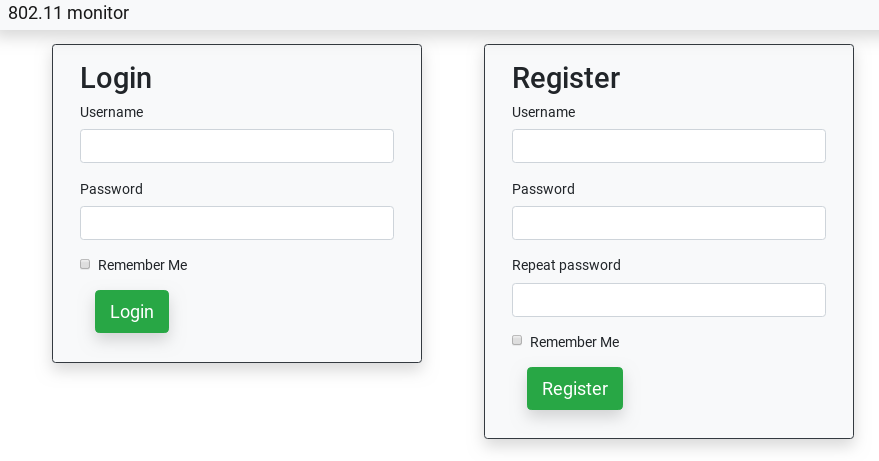 802.11 monitor
Login
Username
Password
Remember Me
Login
Register
Username
Password
Repeat password
Remember Me
Register